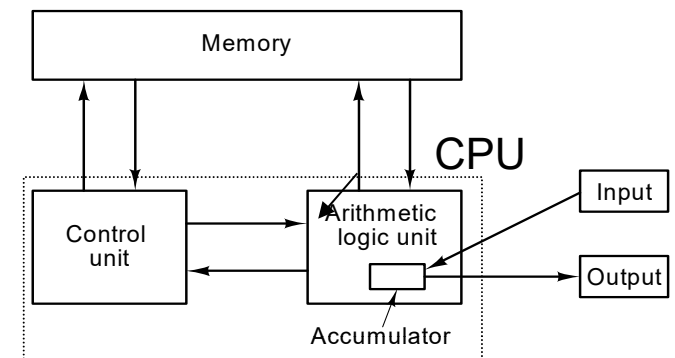 Memory
CPU
Input
Control
unit
Arithmetic
logic unit
Output
Accumulator